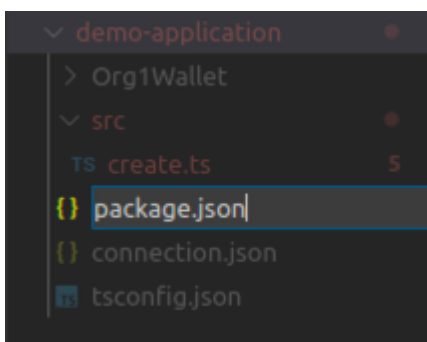 demo-application
Org1Wallet
src
TS create.ts 5
{} package.json
{} connection.json
TS tsconfig.json